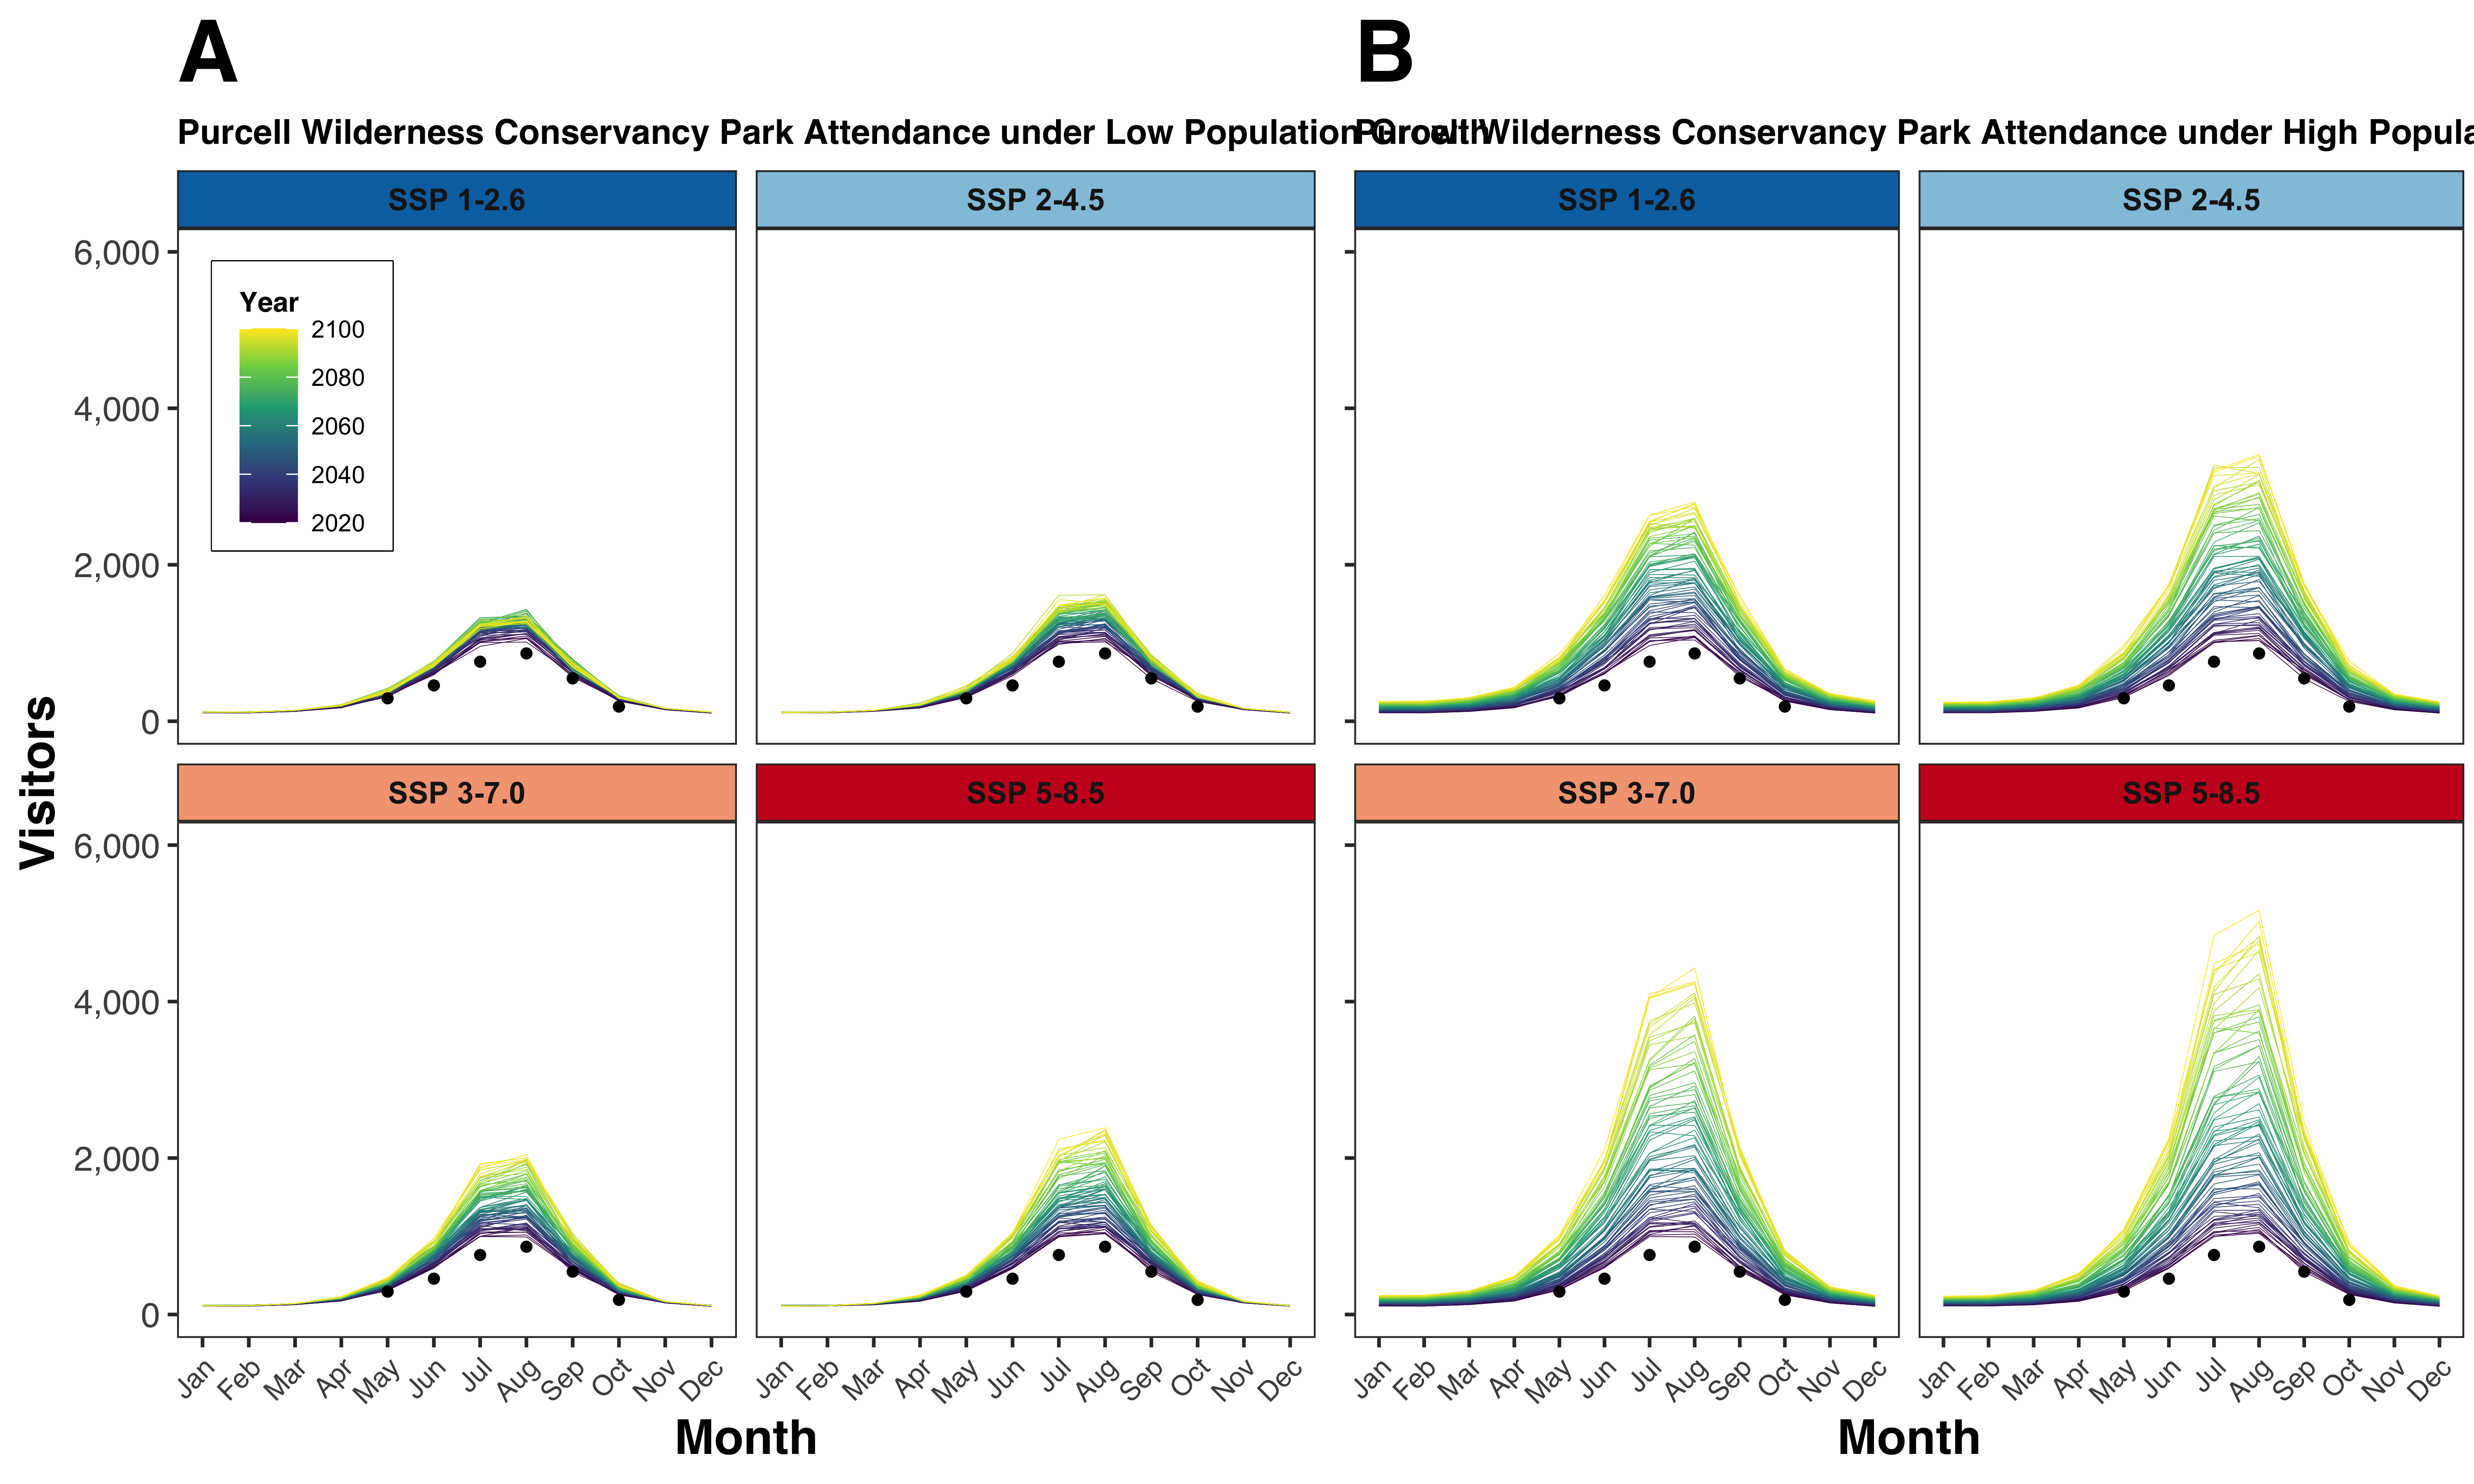 A
B
Purcell Wilderness Conservancy Park Attendance under Low Population Growth
Purcell Wilderness Conservancy Park Attendance under High Popula
SSP 1-2.6
SSP 2-4.5
SSP 1-2.6
SSP 2-4.5
6,000
4,000
2,000
0
Year
2100
2080
2060
2040
2020
Visitors
SSP 3-7.0
SSP 5-8.5
SSP 3-7.0
SSP 5-8.5
6,000
4,000
2,000
0
Jan Feb Mar Apr May Jun Jul Aug Sep Oct Nov Dec
Jan Feb Mar Apr May Jun Jul Aug Sep Oct Nov Dec
Jan Feb Mar Apr May Jun Jul Aug Sep Oct Nov Dec
Jan Feb Mar Apr May Jun Jul Aug Sep Oct Nov Dec
Month
Month